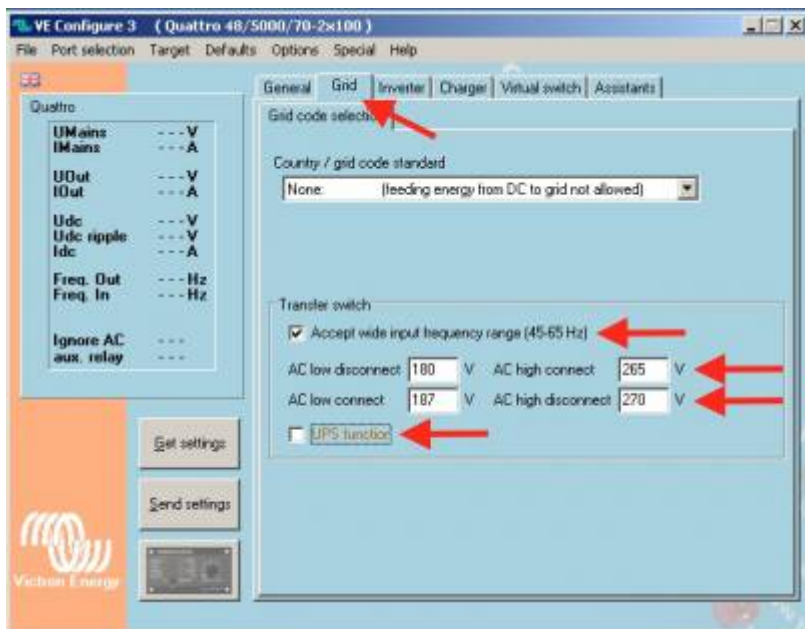 VE Configure 3 ( Quattro 48/5000/70-2x100 )
File Port selection Target Defaults Options Special Help
General Grid Inverter Charger Virtual switch Assistants
Quattro
Grid code selection
UMains ---V
IMains ---A
UOut ---V
IOut ---A
Udc ---V
Udc ripple ---V
Idc ---A
Freq. Out ---Hz
Freq. In ---Hz
Ignore AC ---
aux. relay ---
Country / grid code standard
None: (feeding energy from DC to grid not allowed)
Transfer switch
Accept wide input frequency range (45-65 Hz)
AC low disconnect 180 V AC high connect 265 V
AC low connect 187 V AC high disconnect 270 V
UPS function
Get settings
Send settings
Victron Energy